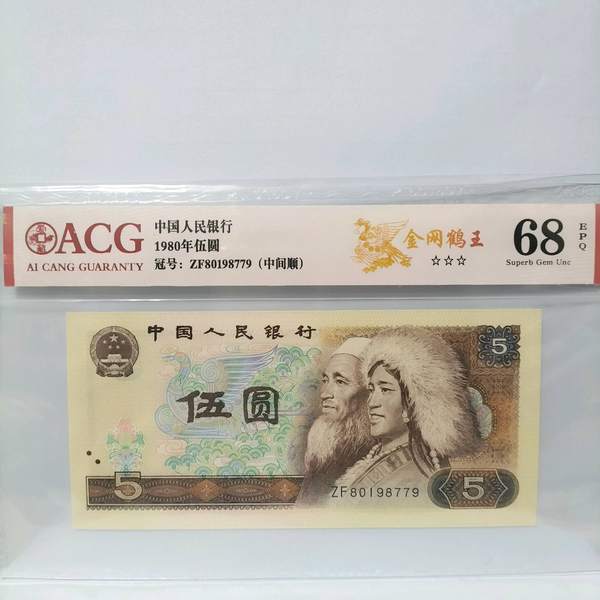 ACG
AI CANG GUARANTY
中国人民银行
1980年伍圆
冠号：ZF80198779（中间顺）
金网鹤王
☆☆☆
68
EPQ
Superb Gem Unc
中国人民银行
5
伍圆
5
ZF80198779
5